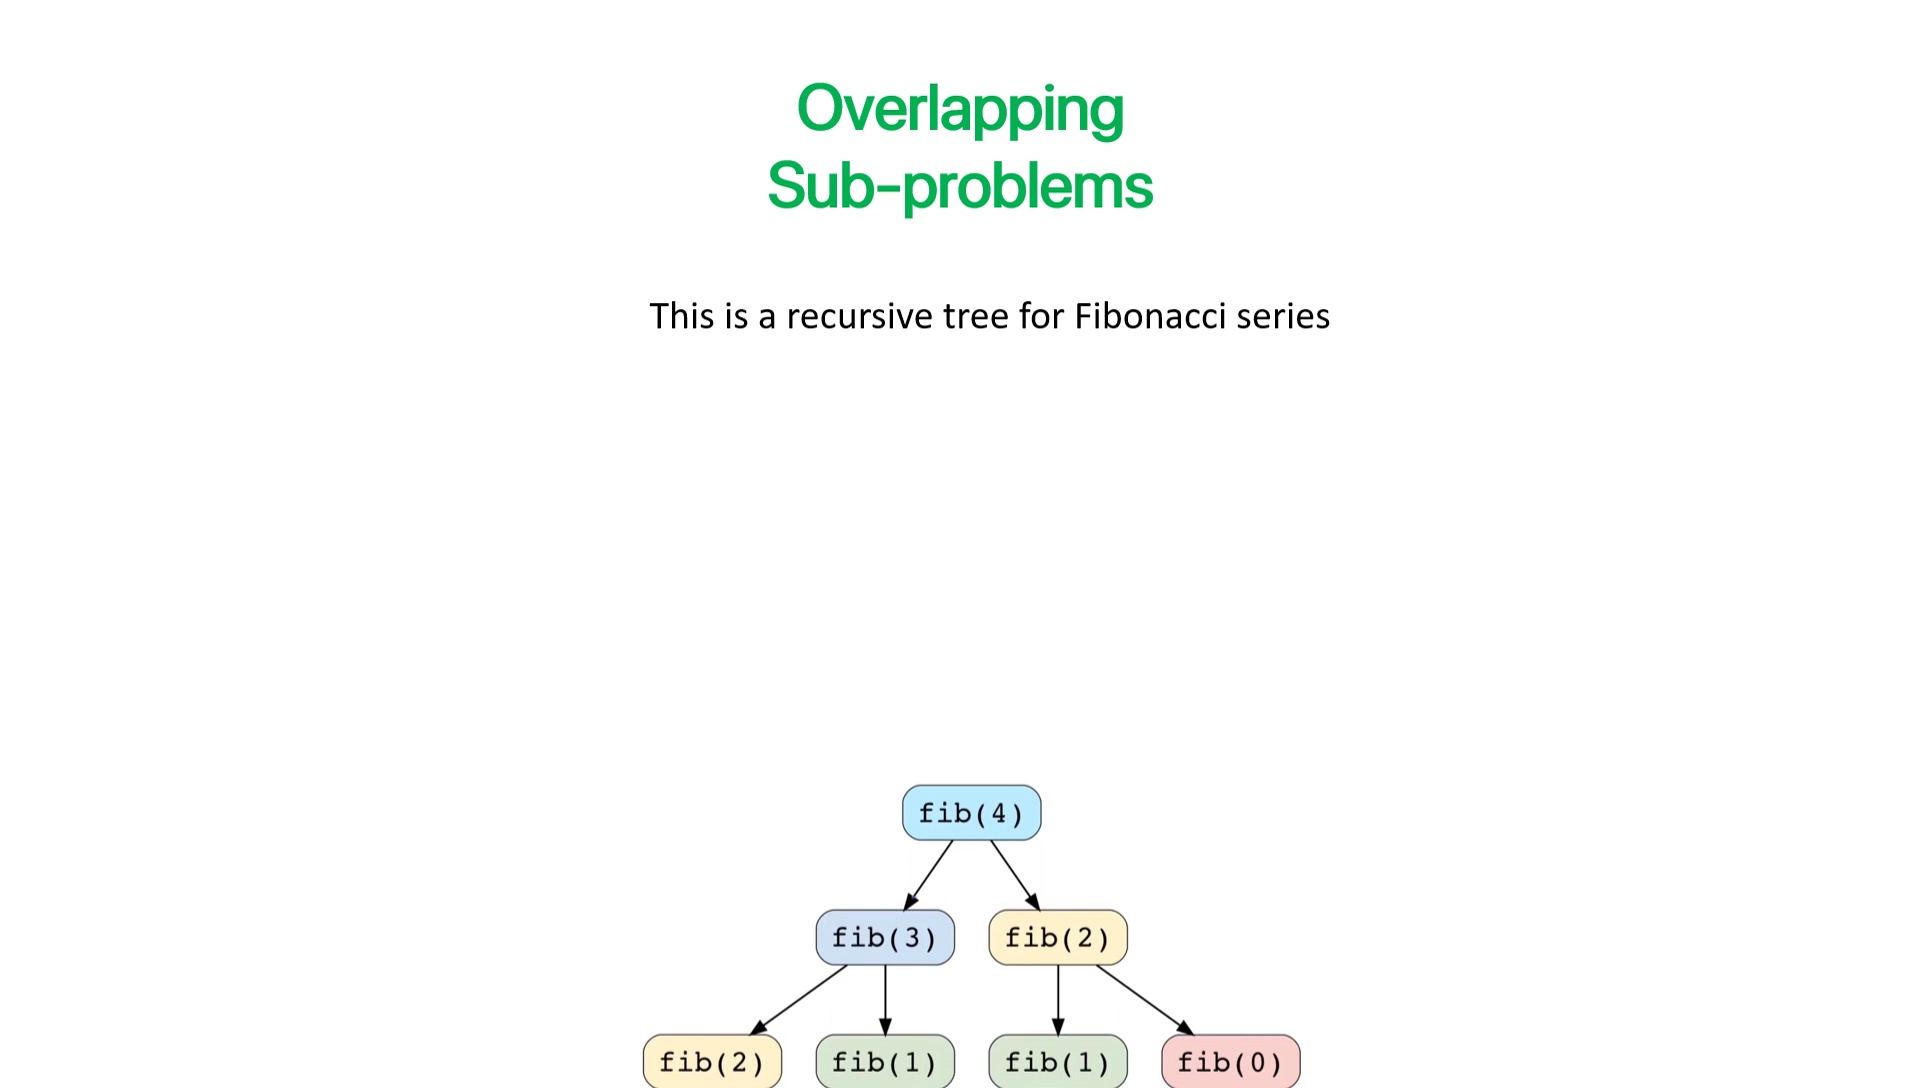 Overlapping
Sub-problems
This is a recursive tree for Fibonacci series
fib(4)
fib(3) fib(2)
fib(2) fib(1) fib(1) fib(0)